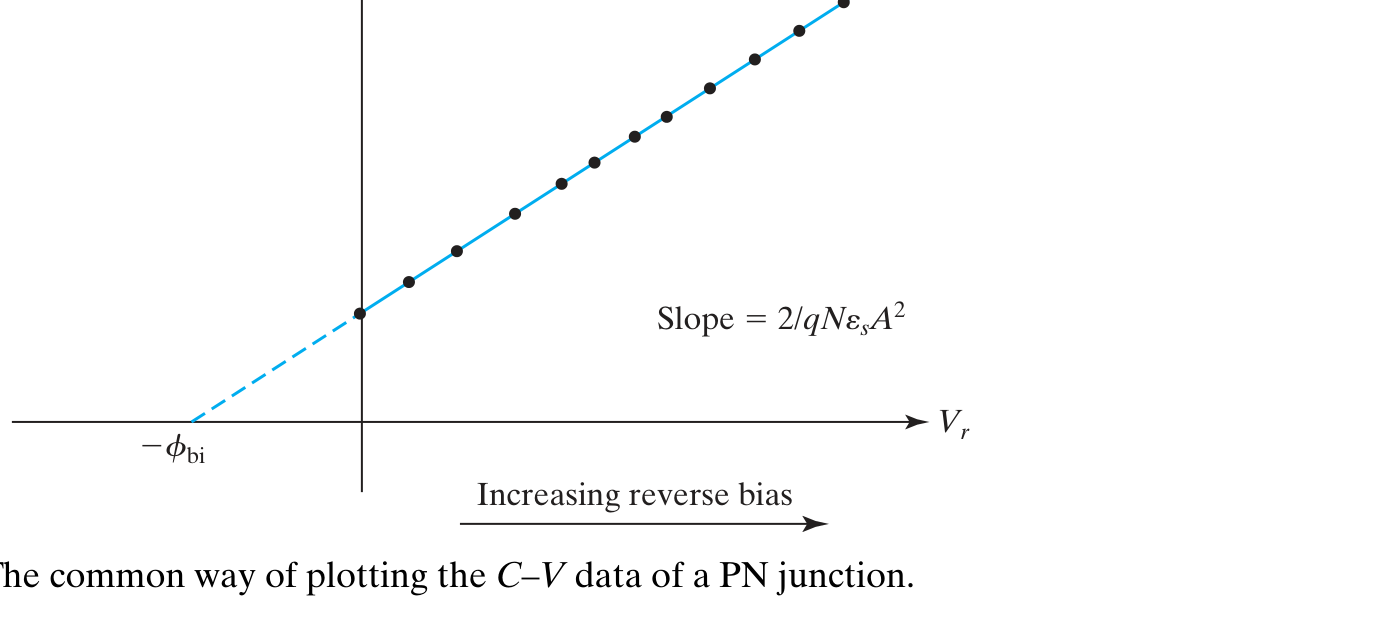 Slope = 2/qNεₛA²
Vᵣ
−ϕbi
Increasing reverse bias
he common way of plotting the C–V data of a PN junction.